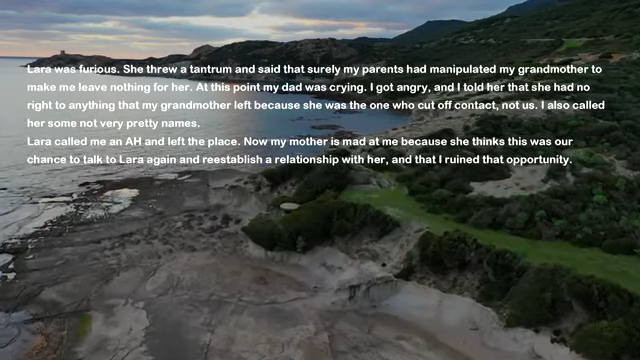 Lara was furious. She threw a tantrum and said that surely my parents had manipulated my grandmother to
make me leave nothing for her. At this point my dad was crying. I got angry, and I told her that she had no
right to anything that my grandmother left because she was the one who cut off contact, not us. I also called
her some not very pretty names.
Lara called me an AH and left the place. Now my mother is mad at me because she thinks this was our
chance to talk to Lara again and reestablish a relationship with her, and that I ruined that opportunity.